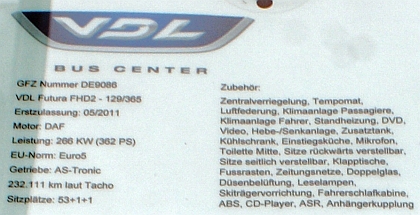 VDL
BUS CENTER
GFZ Nummer DE9086
VDL Futura FHD2 - 129/365
Erstzulassung: 05/2011
Motor: DAF
Leistung: 266 KW (362 PS)
EU-Norm: Euro5
Getriebe: AS-Tronic
232.111 km laut Tacho
Sitzplätze: 53+1+1
Zubehör:
Zentralverriegelung, Tempomat,
Luftfederung, Klimaanlage Passagiere,
Klimaanlage Fahrer, Standheizung, DVD,
Video, Hebe-/Senkanlage, Zusatztank,
Kühlschrank, Einstiegsküche, Mikrofon,
Toilette Mitte, Sitze rückwärts verstellbar,
Sitze seitlich verstellbar, Klapptische,
Fussrasten, Zeitungsnetze, Doppelglas,
Düsenbelüftung, Leselampen,
Skiträgervorrichtung, Fahrerschlafkabine,
ABS, CD-Player, ASR, Anhängerkupplung